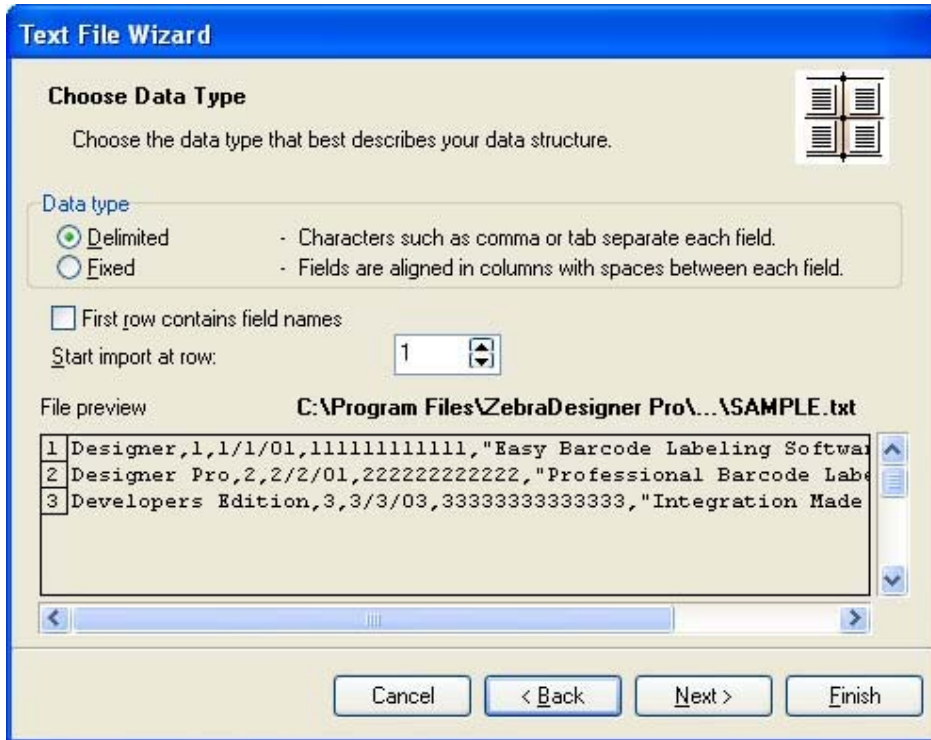 Text File Wizard
Choose Data Type
Choose the data type that best describes your data structure.
Data type
Delimited - Characters such as comma or tab separate each field.
Fixed - Fields are aligned in columns with spaces between each field.
First row contains field names
Start import at row: 1
File preview C:\Program Files\ZebraDesigner Pro\...\SAMPLE.txt
1 Designer,1,1/1/01,111111111111,"Easy Barcode Labeling Softwa
2 Designer Pro,2,2/2/01,222222222222,"Professional Barcode Labe
3 Developers Edition,3,3/3/03,33333333333333,"Integration Made
Cancel < Back Next > Finish